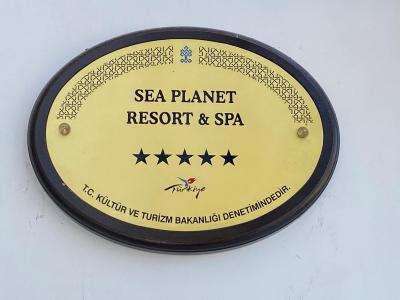 SEA PLANET
RESORT & SPA
★★★★★
Türkiye
T.C. KÜLTÜR VE TURİZM BAKANLIĞI DENETİMİNDEDİR.